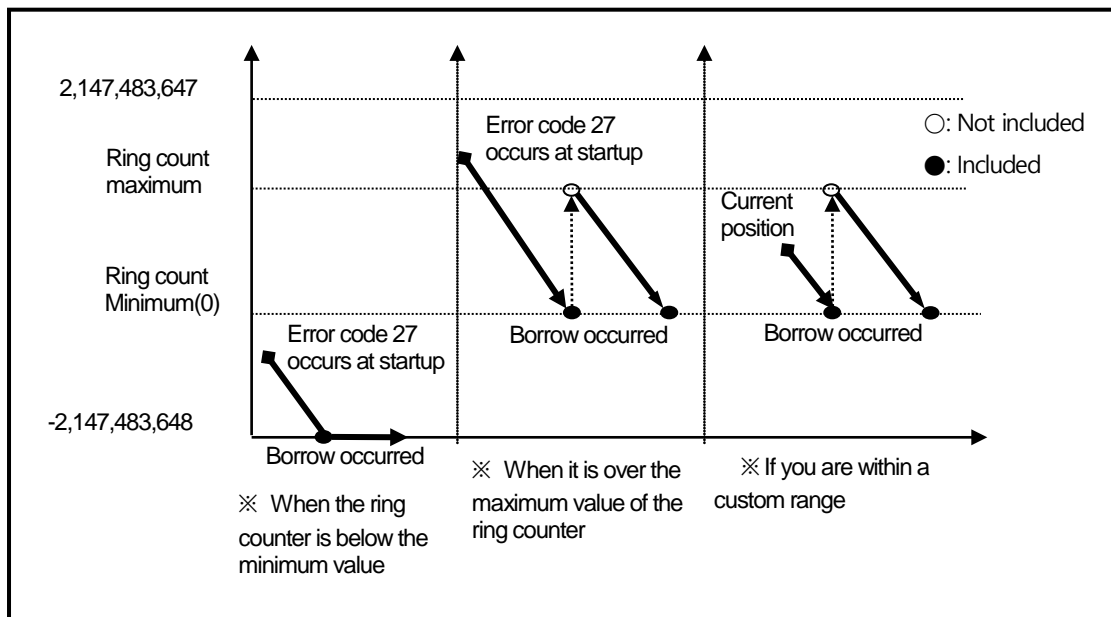 2,147,483,647
Ring count
maximum
Ring count
Minimum(0)
-2,147,483,648
Error code 27
occurs at startup
Borrow occurred
※ When the ring
counter is below the
minimum value
Error code 27
occurs at startup
Borrow occurred
※ When it is over the
maximum value of the
ring counter
○: Not included
●: Included
Current
position
Borrow occurred
※ If you are within a
custom range